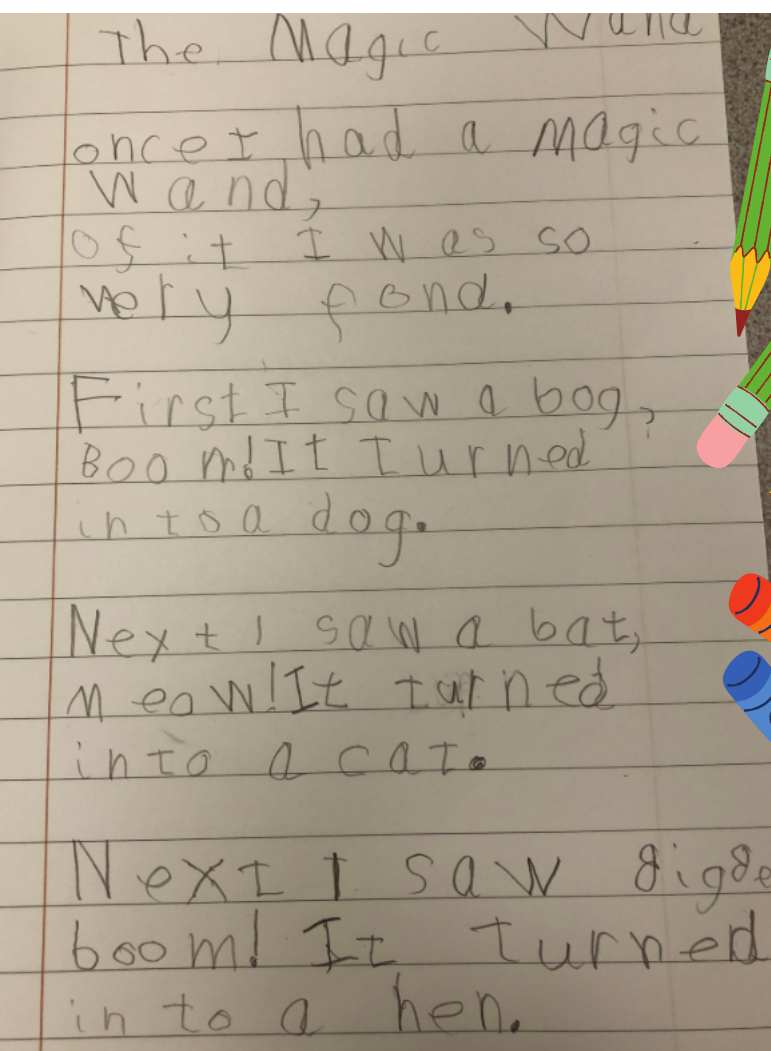 The Magic Wand
once I had a magic
Wand,
of it I was so
very fond.
First I saw a bog,
Boom! It turned
into a dog.
Next I saw a bat,
Meow! It turned
into a cat.
Next I saw
boom! It turned
in to a hen.